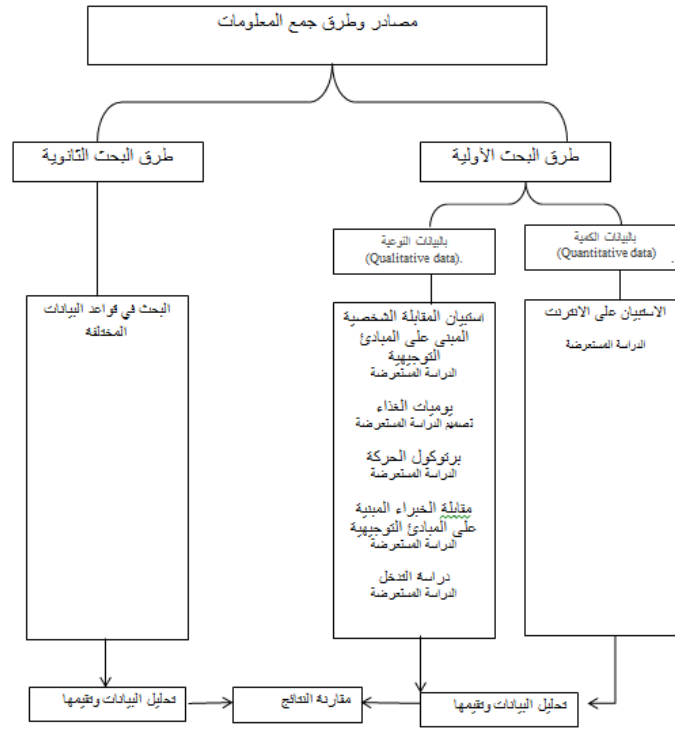 مصادر وطرق جمع المعلومات
طرق البحث الأولية
طرق البحث الثانوية
بالبيانات الكمية
(Quantitative data)
.
بالبيانات النوعية
(Qualitative data).
الاستبيان على الانترنت
الدراسة المستعرضة
استبيان المقابلة الشخصية
المبنى على المبادئ
التوجيهية
الدراسة المستعرضة
يوميات الغذاء
تصميم الدراسة المستعرضة
برتوكول الحركة
الدراسة المستعرضة
مقابلة الخبراء المبنية
على المبادئ التوجيهية
الدراسة المستعرضة
دراسة التدخل
الدراسة المستعرضة
البحث في قواعد البيانات
المختلفة
تحليل البيانات وتقيمها
مقارنة النتائج
تحليل البيانات وتقيمها